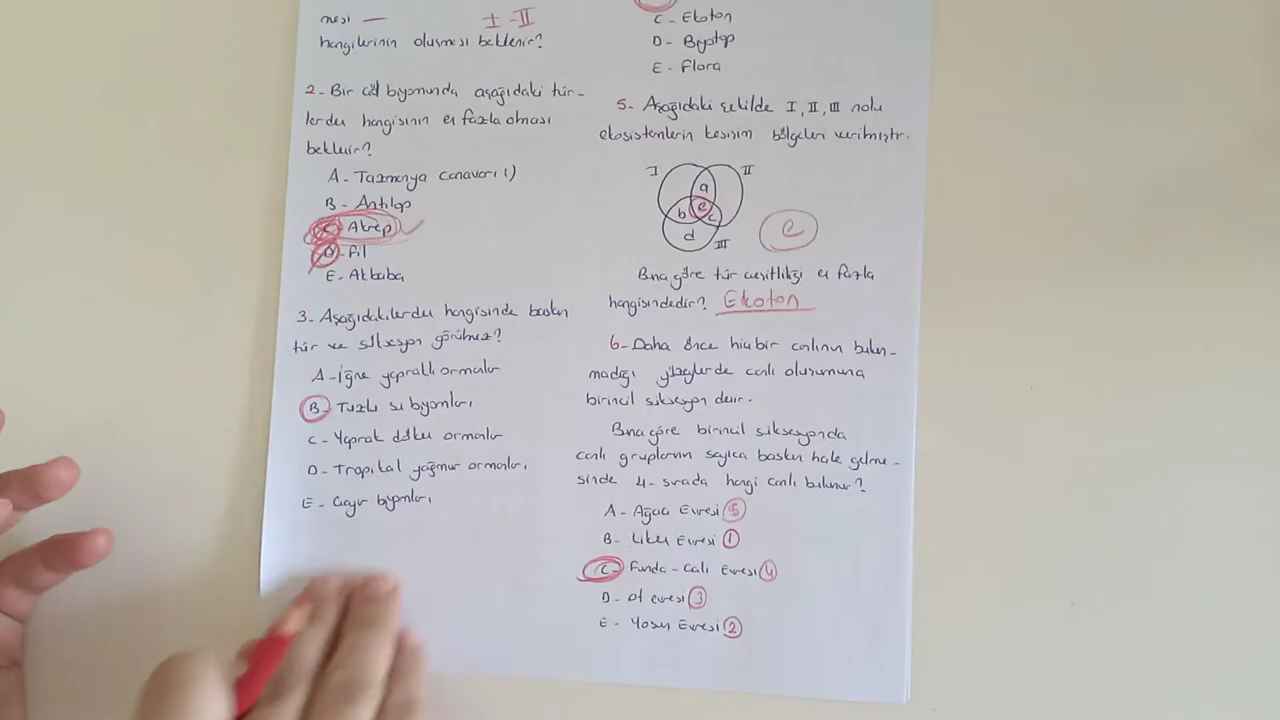 nesi —
I - II
hangilerinin oluşması beklenir?
2- Bir çöl biyomunda aşağıdaki tür-
lerden hangisinin en fazla olması
beklenir?
A- Tazmanya canavarı
B- Antilop
C- Akrep
D- Fil
E- Akbaba
3- Aşağıdakilerden hangisinde baskın
tür ve süksesyon görülmez?
A- İğne yapraklı ormanlar
B- Tuzlu su biyomları
C- Yaprak döken ormanlar
D- Tropikal yağmur ormanları
E- Çayır biyomları
C- Ekoton
D- Biyotop
E- Flora
5- Aşağıdaki şekilde I, II, III nolu
ekosistemlerin kesişim bölgeleri verilmiştir.
I
II
a
b
e
c
d
III
e
Buna göre tür çeşitliliği en fazla
hangisindedir? Ekoton
6- Daha önce hiçbir canlının bulun-
madığı yüzeylerde canlı oluşumuna
birincil süksesyon denir.
Buna göre birincil süksesyonda
canlı gruplarının sayıca baskın hale gelme-
sinde 4. sırada hangi canlı bulunur?
A- Ağaç Evresi 5
B- Liken Evresi 1
C- Funda - Çalı Evresi 4
D- Ot evresi 3
E- Yosun Evresi 2